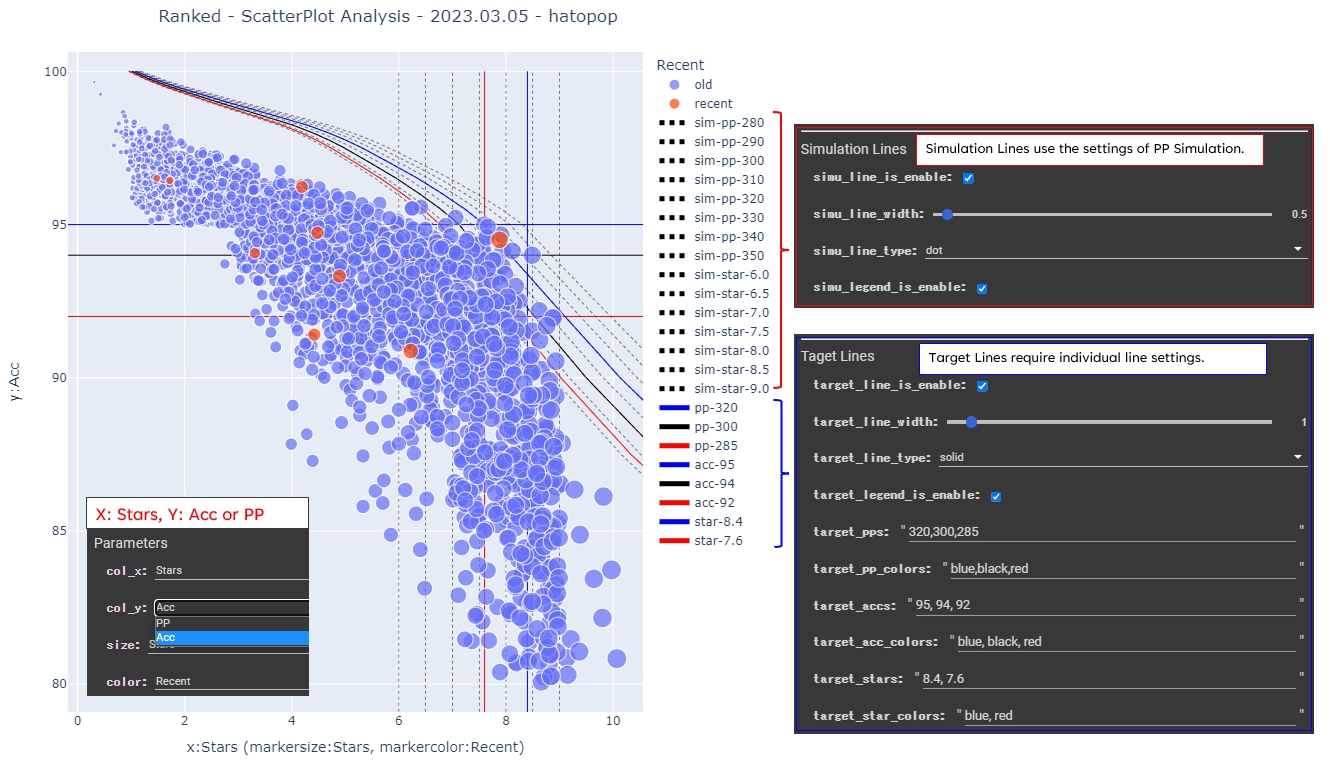 Ranked - ScatterPlot Analysis - 2023.03.05 - hatopop
y:Acc
100
95
90
85
80
0
2
4
6
8
10
x:Stars (markersize:Stars, markercolor:Recent)
X: Stars, Y: Acc or PP
Parameters
col_x: Stars
col_y: Acc
PP
Acc
size: Stars
color: Recent
Recent
old
recent
sim-pp-280
sim-pp-290
sim-pp-300
sim-pp-310
sim-pp-320
sim-pp-330
sim-pp-340
sim-pp-350
sim-star-6.0
sim-star-6.5
sim-star-7.0
sim-star-7.5
sim-star-8.0
sim-star-8.5
sim-star-9.0
pp-320
pp-300
pp-285
acc-95
acc-94
acc-92
star-8.4
star-7.6
Simulation Lines
Simulation Lines use the settings of PP Simulation.
simu_line_is_enable:
simu_line_width: 0.5
simu_line_type: dot
simu_legend_is_enable:
Taget Lines
Target Lines require individual line settings.
target_line_is_enable:
target_line_width: 1
target_line_type: solid
target_legend_is_enable:
target_pps: " 320,300,285 "
target_pp_colors: " blue,black,red "
target_accs: " 95, 94, 92 "
target_acc_colors: " blue, black, red "
target_stars: " 8.4, 7.6 "
target_star_colors: " blue, red "